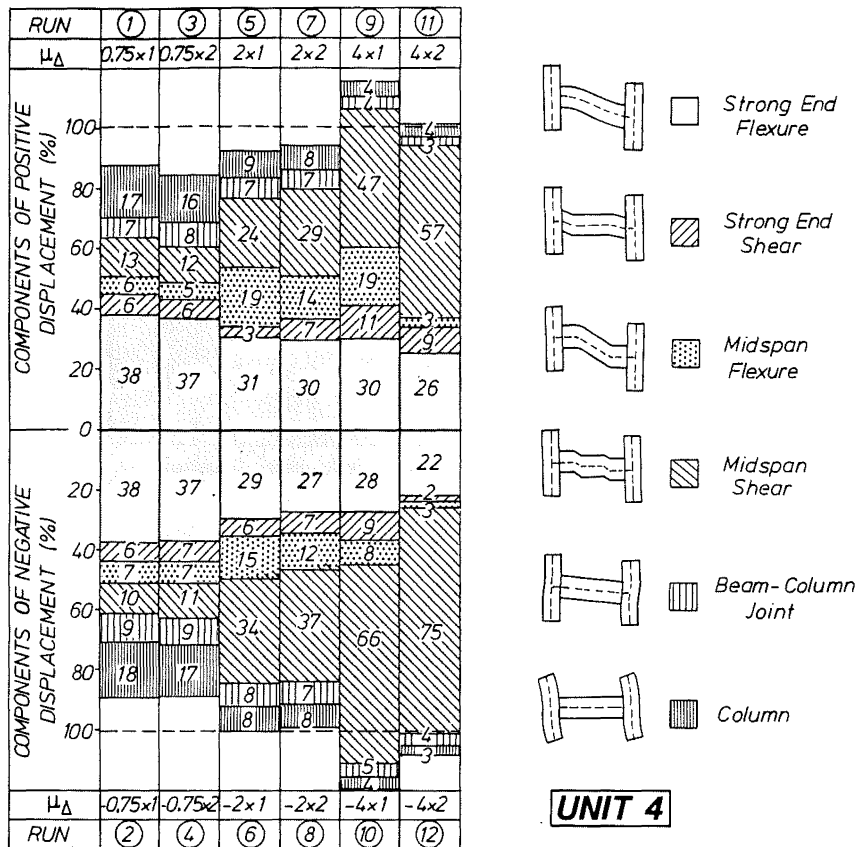 RUN 1 3 5 7 9 11
μΔ 0.75×1 0.75×2 2×1 2×2 4×1 4×2
COMPONENTS OF POSITIVE
DISPLACEMENT (%)
100
80
60
40
20
0
17 7 13 6 6 38
16 8 12 5 6 37
9 7 24 19 3 31
8 7 29 14 7 30
4 4 47 19 11 30
4 3 57 3 9 26
COMPONENTS OF NEGATIVE
DISPLACEMENT (%)
20
40
60
80
100
38 6 7 10 9 18
37 7 7 11 9 17
29 6 15 34 8 8
27 7 12 37 7 8
28 9 8 66 5 4
22 2 3 75 4 3
μΔ -0.75×1 -0.75×2 -2×1 -2×2 -4×1 -4×2
RUN 2 4 6 8 10 12
Strong End
Flexure
Strong End
Shear
Midspan
Flexure
Midspan
Shear
Beam-Column
Joint
Column
UNIT 4